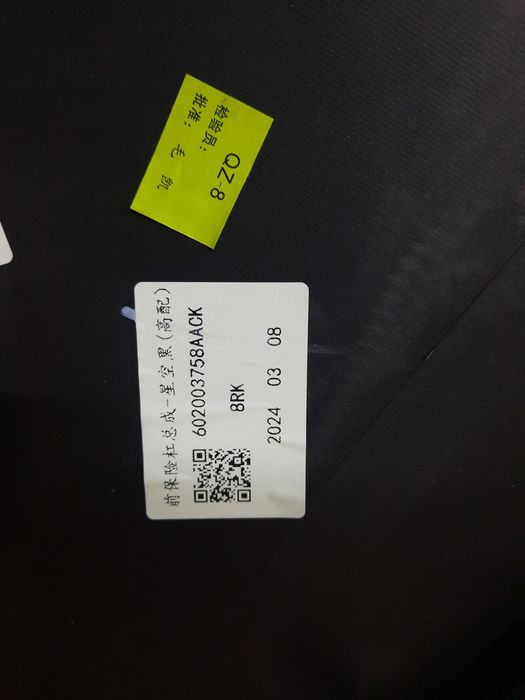 检验员: QZ-8
批准: 毛 凯
前保险杠总成-星空黑(高配)
602003758AACK
8RK
2024 03 08